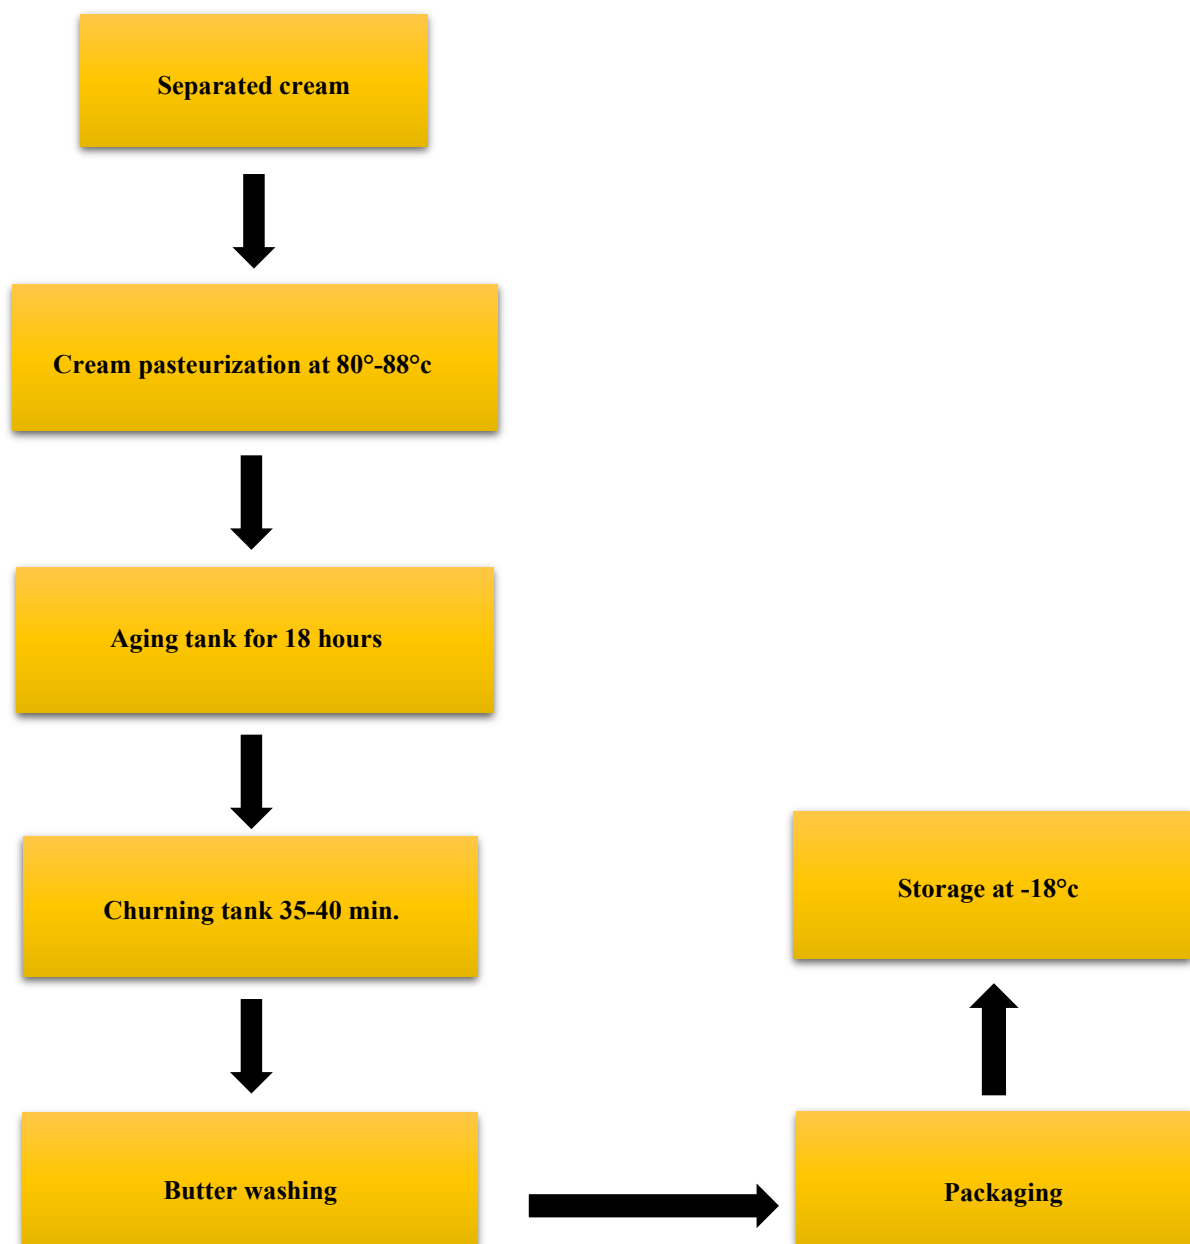 Separated cream
Cream pasteurization at 80°-88°c
Aging tank for 18 hours
Churning tank 35-40 min.
Butter washing
Packaging
Storage at -18°c